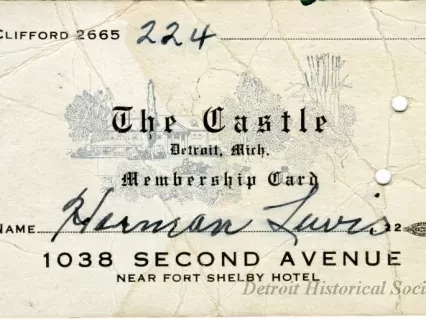 CLIFFORD 2665 224
The Castle
Detroit, Mich.
Membership Card
NAME Herman Lewis 22
1038 SECOND AVENUE
NEAR FORT SHELBY HOTEL
Detroit Historical Soci